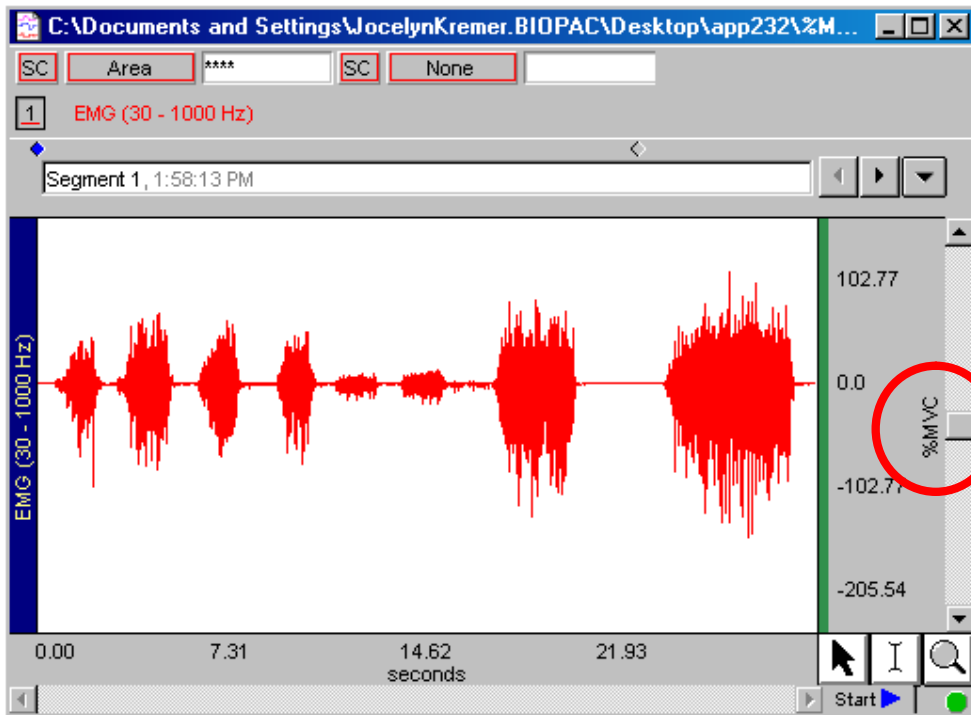 C:\Documents and Settings\JocelynKremer.BIOPAC\Desktop\app232\%M...
SC Area **** SC None
1 EMG (30 - 1000 Hz)
Segment 1, 1:58:13 PM
EMG (30 - 1000 Hz)
102.77
0.0
-102.77
-205.54
%MVC
0.00 7.31 14.62 21.93
seconds
Start